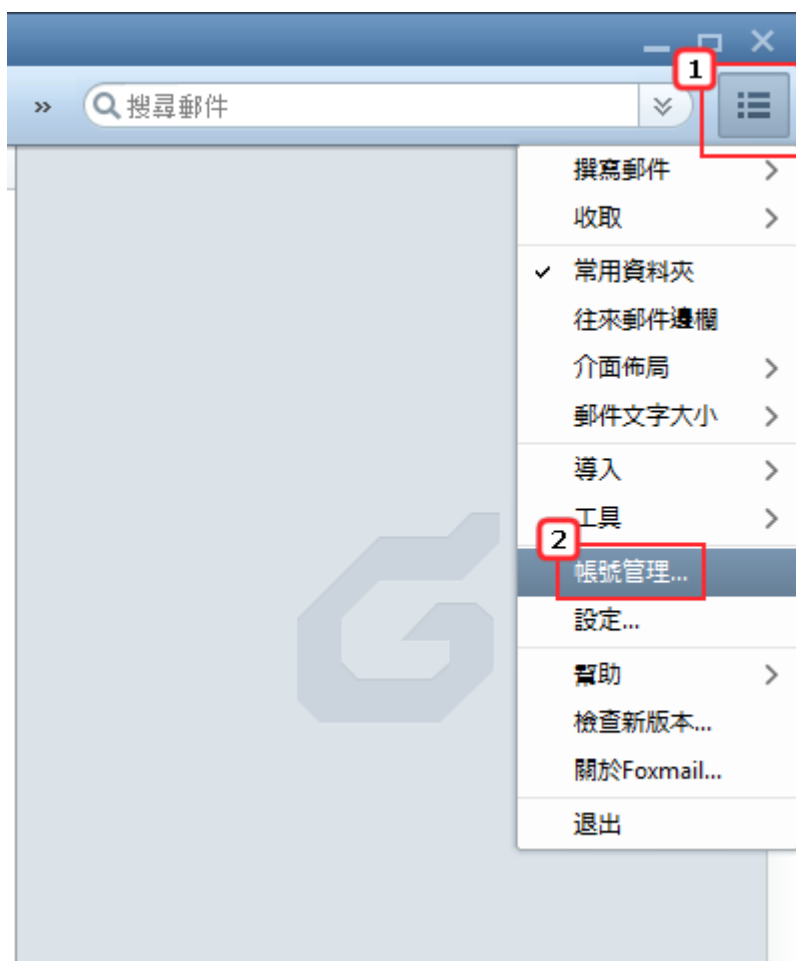 1
» 搜尋郵件
撰寫郵件
收取
常用資料夾
往來郵件邊欄
介面佈局
郵件文字大小
導入
工具
2
帳號管理...
設定...
幫助
檢查新版本...
關於Foxmail...
退出